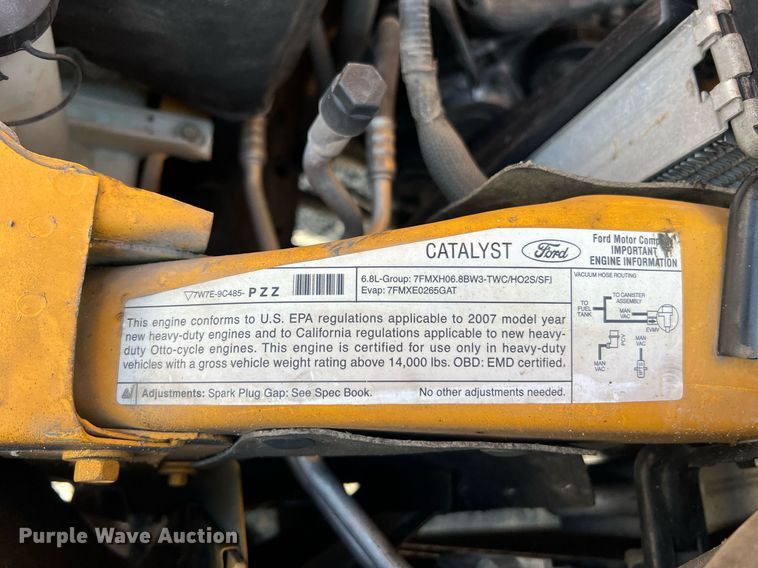 CATALYST Ford
Ford Motor
IMPORTANT
ENGINE INFORMATION
▽7W7E-9C485- PZZ
6.8L-Group: 7FMXH06.8BW3-TWC/HO2S/SFI
Evap: 7FMXE0265GAT
This engine conforms to U.S. EPA regulations applicable to 2007 model year
new heavy-duty engines and to California regulations applicable to new heavy-
duty Otto-cycle engines. This engine is certified for use only in heavy-duty
vehicles with a gross vehicle weight rating above 14,000 lbs. OBD: EMD certified.
Adjustments: Spark Plug Gap: See Spec Book. No other adjustments needed.
VACUUM HOSE ROUTING
TO
FUEL
TANK
TO CANISTER
ASSEMBLY
MAN
VAC
EVMV
PCV
MAN
VAC
MAN
VAC
Purple Wave Auction